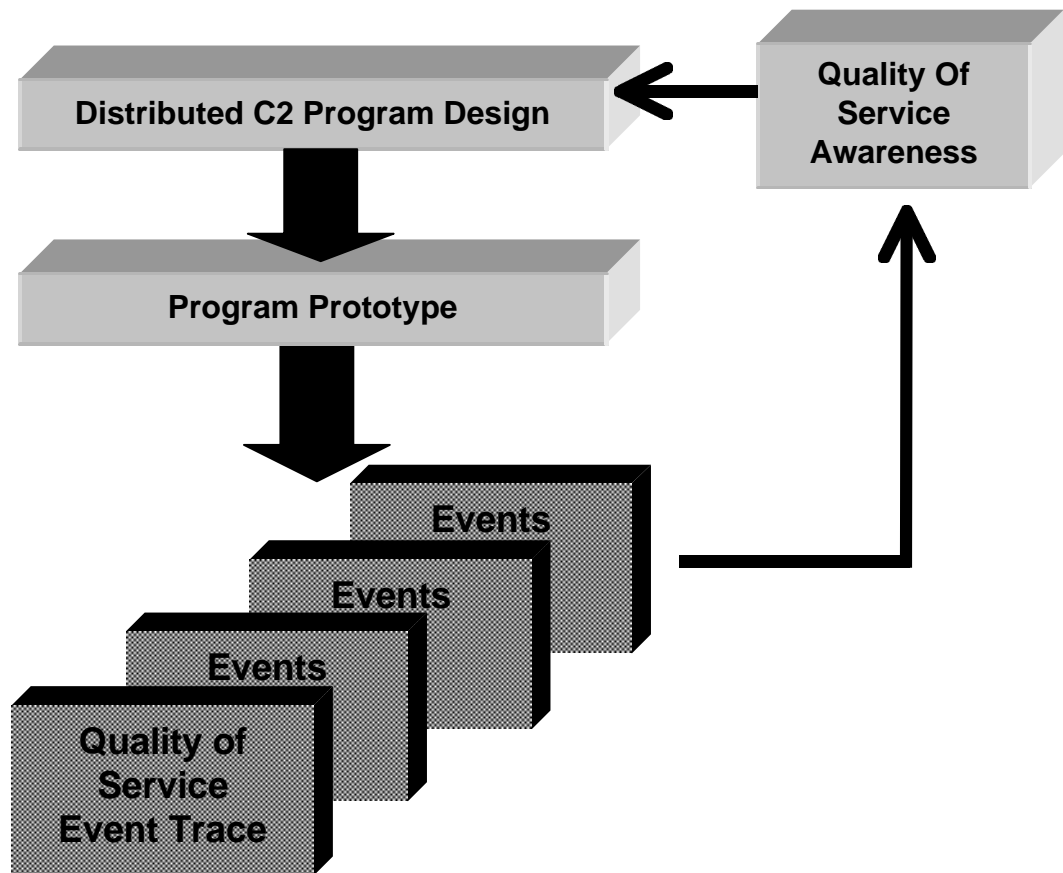 Distributed C2 Program Design
Quality Of
Service
Awareness
Program Prototype
Events
Events
Events
Quality of
Service
Event Trace